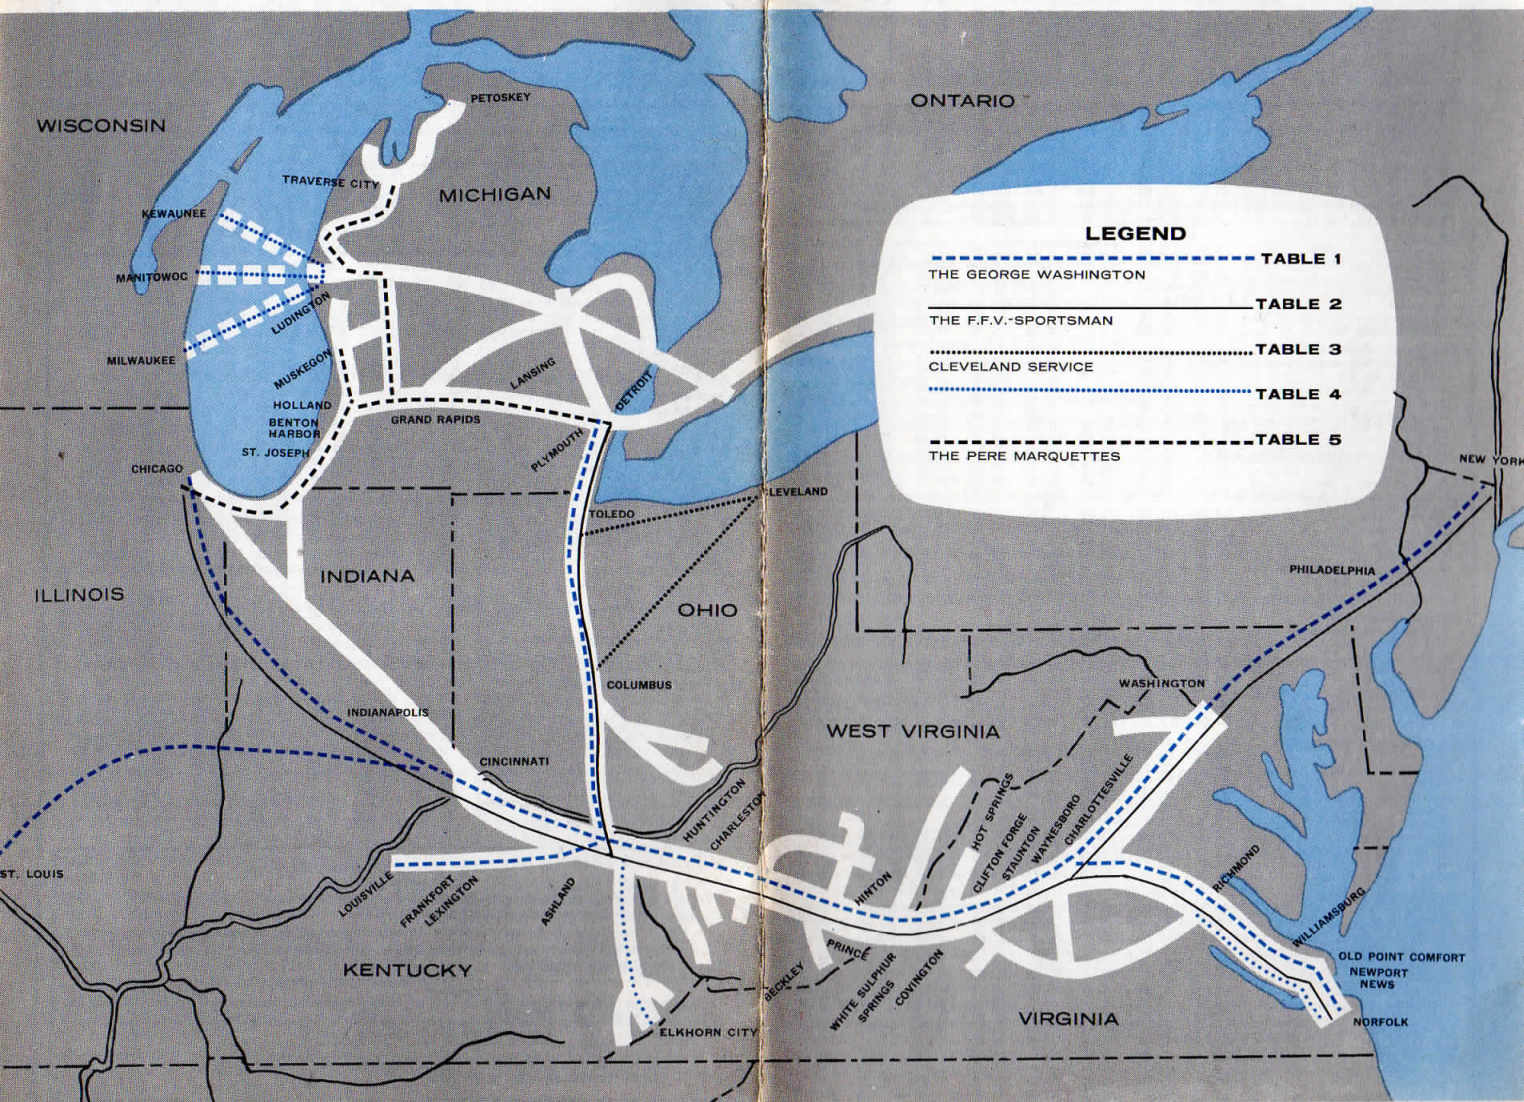 WISCONSIN
PETOSKEY
ONTARIO
TRAVERSE CITY
MICHIGAN
KEWAUNEE
MANITOWOC
LUDINGTON
MILWAUKEE
MUSKEGON
LANSING
DETROIT
HOLLAND
GRAND RAPIDS
BENTON
HARBOR
ST. JOSEPH
PLYMOUTH
CHICAGO
LEGEND
TABLE 1
THE GEORGE WASHINGTON
TABLE 2
THE F.F.V.-SPORTSMAN
TABLE 3
CLEVELAND SERVICE
TABLE 4
TABLE 5
THE PERE MARQUETTES
NEW YORK
CLEVELAND
TOLEDO
PHILADELPHIA
INDIANA
ILLINOIS
OHIO
COLUMBUS
WASHINGTON
INDIANAPOLIS
WEST VIRGINIA
CINCINNATI
HUNTINGTON
CHARLESTON
HOT SPRINGS
CLIFTON FORGE
STAUNTON
WAYNESBORO
CHARLOTTESVILLE
ST. LOUIS
LOUISVILLE
FRANKFORT
LEXINGTON
ASHLAND
HINTON
RICHMOND
WILLIAMSBURG
PRINCE
BECKLEY
WHITE SULPHUR
SPRINGS
COVINGTON
OLD POINT COMFORT
NEWPORT
NEWS
KENTUCKY
ELKHORN CITY
VIRGINIA
NORFOLK